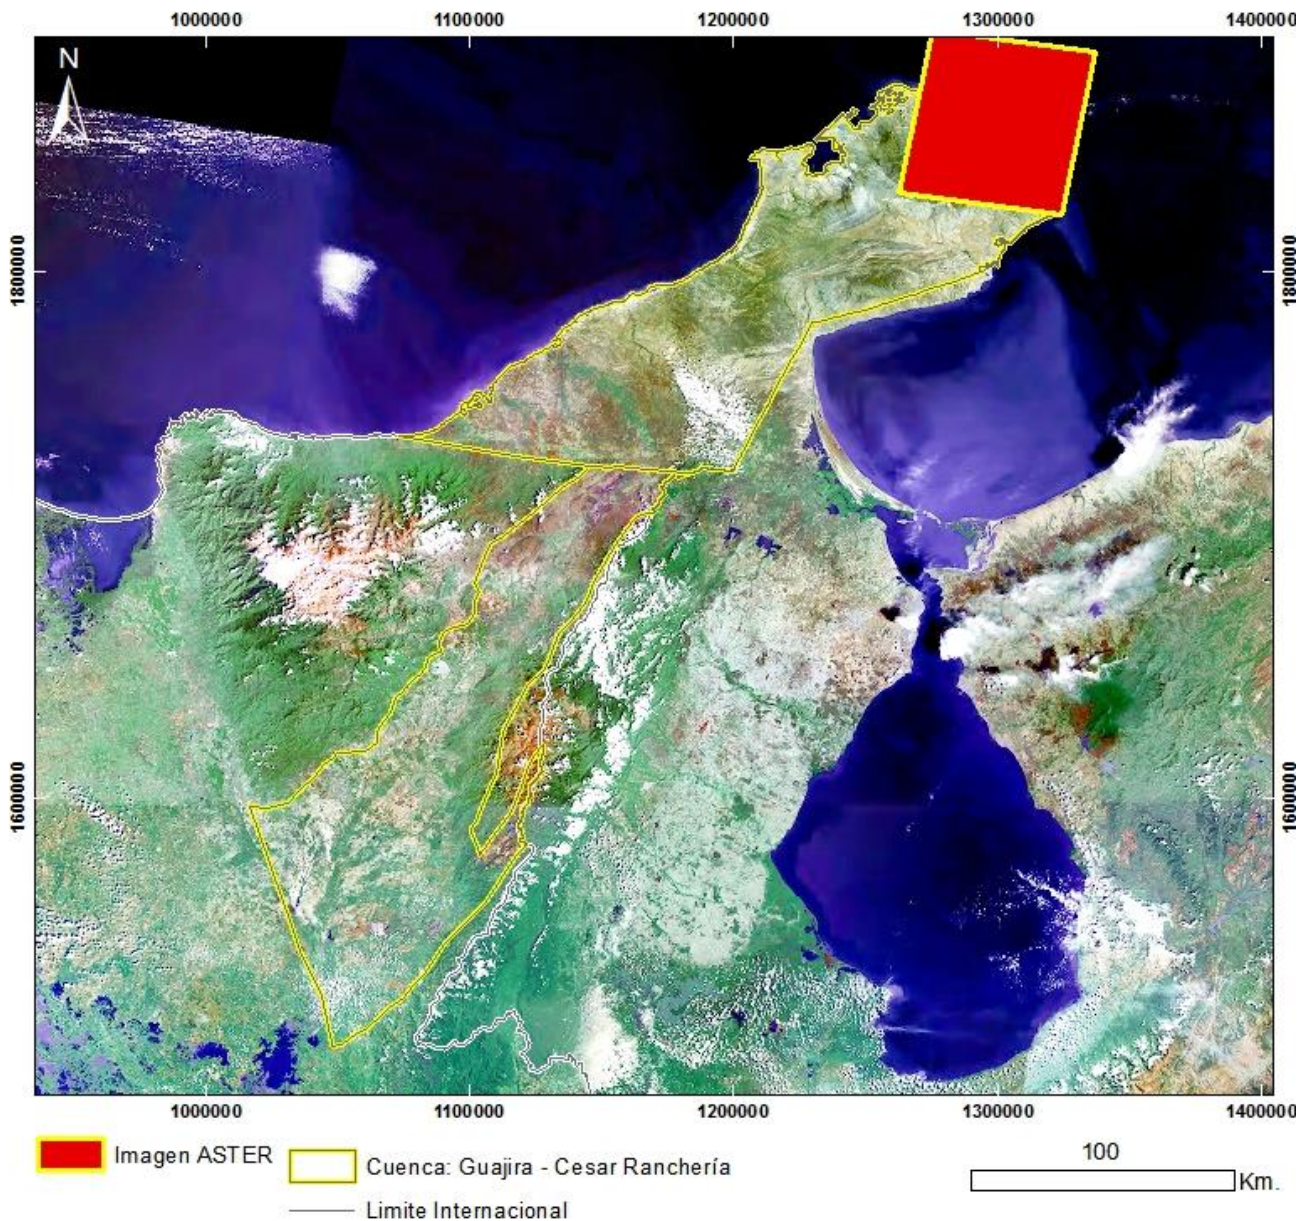 1000000 1100000 1200000 1300000 1400000
N
1800000 1800000
1600000 1600000
1000000 1100000 1200000 1300000 1400000
Imagen ASTER
Cuenca: Guajira - Cesar Ranchería
Limite Internacional
100
Km.